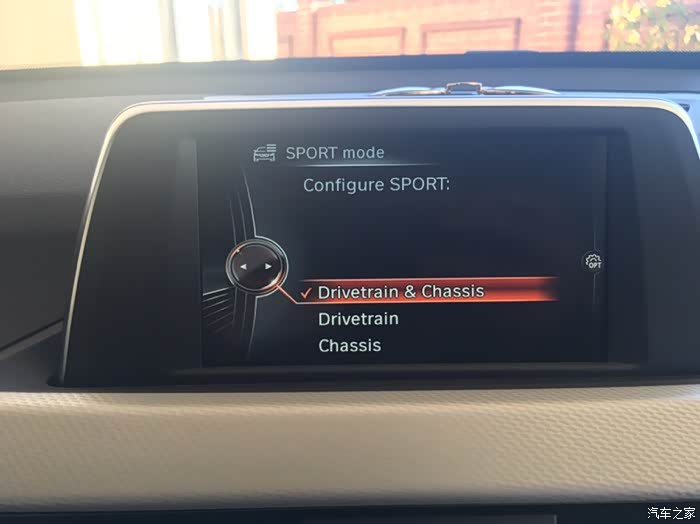 SPORT mode
Configure SPORT:
OPT
✓ Drivetrain & Chassis
Drivetrain
Chassis
汽车之家